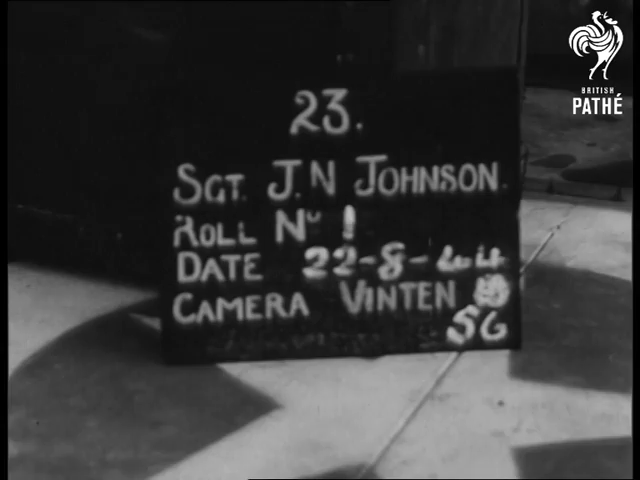 BRITISH
PATHÉ
23.
SGT. J.N JOHNSON.
ROLL Nº 1
DATE 22-8-44
CAMERA VINTEN
56